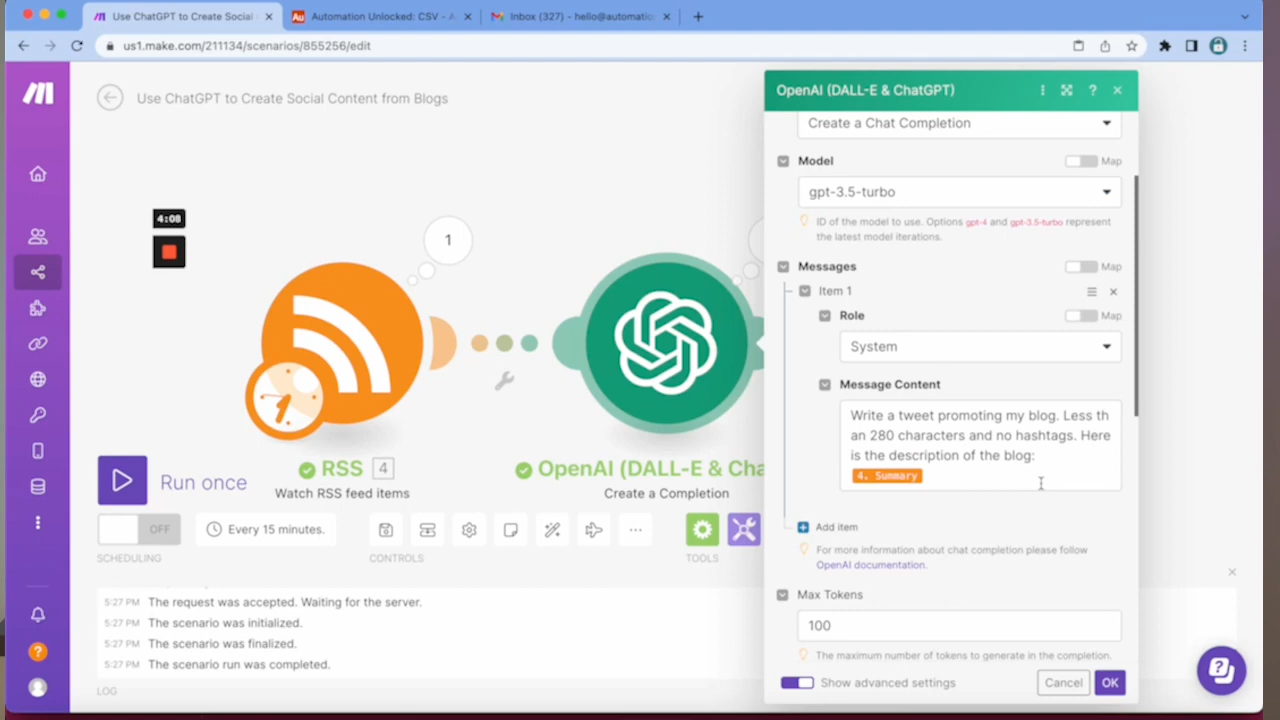 Use ChatGPT to Create Social
Automation Unlocked: CSV - A
Inbox (327) - hello@automatio
us1.make.com/211134/scenarios/855256/edit
Use ChatGPT to Create Social Content from Blogs
4:08
1
RSS 4
Watch RSS feed items
OpenAI (DALL-E & Cha
Create a Completion
Run once
OFF
Every 15 minutes.
SCHEDULING
CONTROLS
TOOLS
5:27 PM The request was accepted. Waiting for the server.
5:27 PM The scenario was initialized.
5:27 PM The scenario was finalized.
5:27 PM The scenario run was completed.
LOG
OpenAI (DALL-E & ChatGPT)
Create a Chat Completion
Model
Map
gpt-3.5-turbo
ID of the model to use. Options gpt-4 and gpt-3.5-turbo represent
the latest model iterations.
Messages
Map
Item 1
Role
Map
System
Message Content
Write a tweet promoting my blog. Less th
an 280 characters and no hashtags. Here
is the description of the blog:
4. Summary
Add item
For more information about chat completion please follow
OpenAI documentation.
Max Tokens
100
The maximum number of tokens to generate in the completion.
Show advanced settings
Cancel
OK